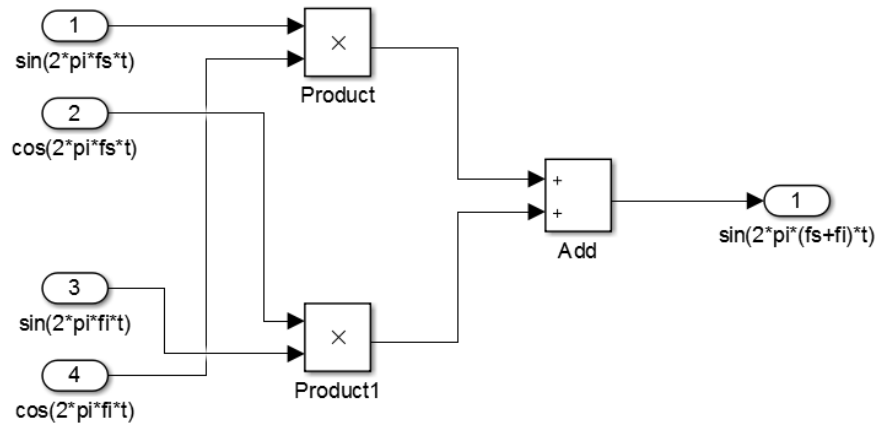 1
sin(2*pi*fs*t)
×
Product
2
cos(2*pi*fs*t)
+
+
Add
1
sin(2*pi*(fs+fi)*t)
3
sin(2*pi*fi*t)
×
Product1
4
cos(2*pi*fi*t)